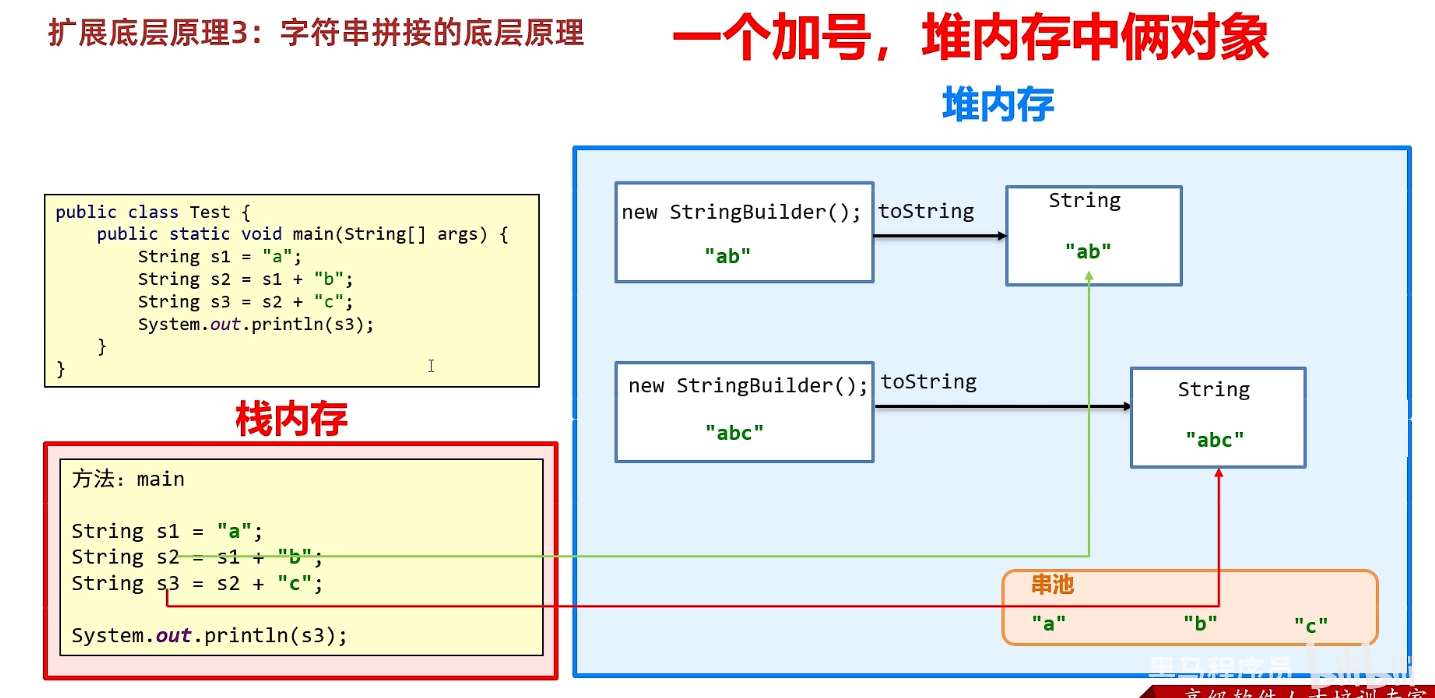 扩展底层原理3：字符串拼接的底层原理
一个加号，堆内存中俩对象
堆内存
public class Test {
public static void main(String[] args) {
String s1 = "a";
String s2 = s1 + "b";
String s3 = s2 + "c";
System.out.println(s3);
}
}
new StringBuilder();
"ab"
toString
String
"ab"
new StringBuilder();
"abc"
toString
String
"abc"
栈内存
方法：main
String s1 = "a";
String s2 = s1 + "b";
String s3 = s2 + "c";
System.out.println(s3);
串池
"a" "b" "c"
黑马程序员 bilibili
高级软件人才培训专家